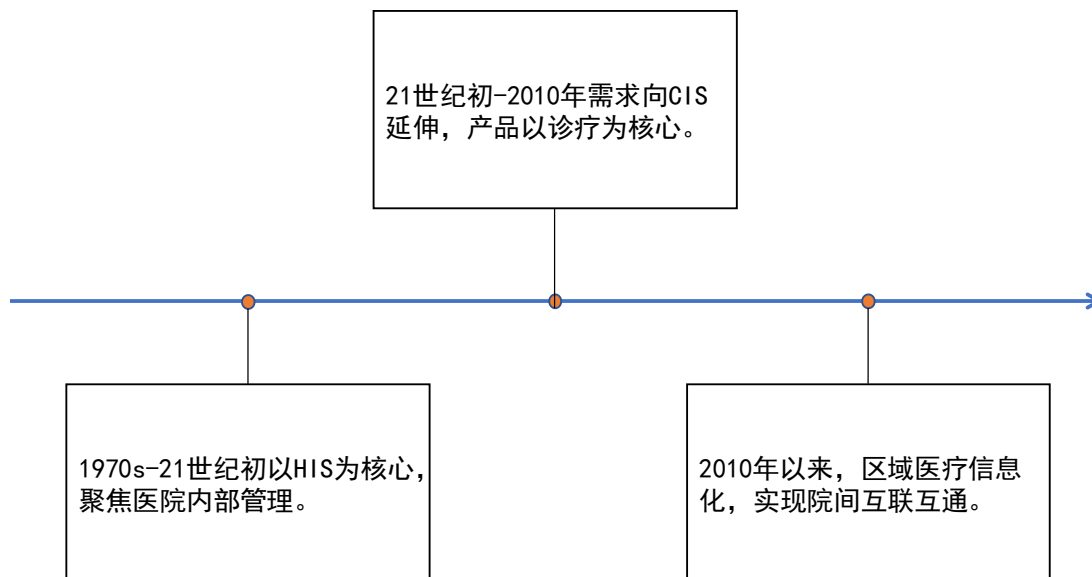 21世纪初-2010年需求向CIS
延伸，产品以诊疗为核心。
1970s-21世纪初以HIS为核心，
聚焦医院内部管理。
2010年以来，区域医疗信息
化，实现院间互联互通。